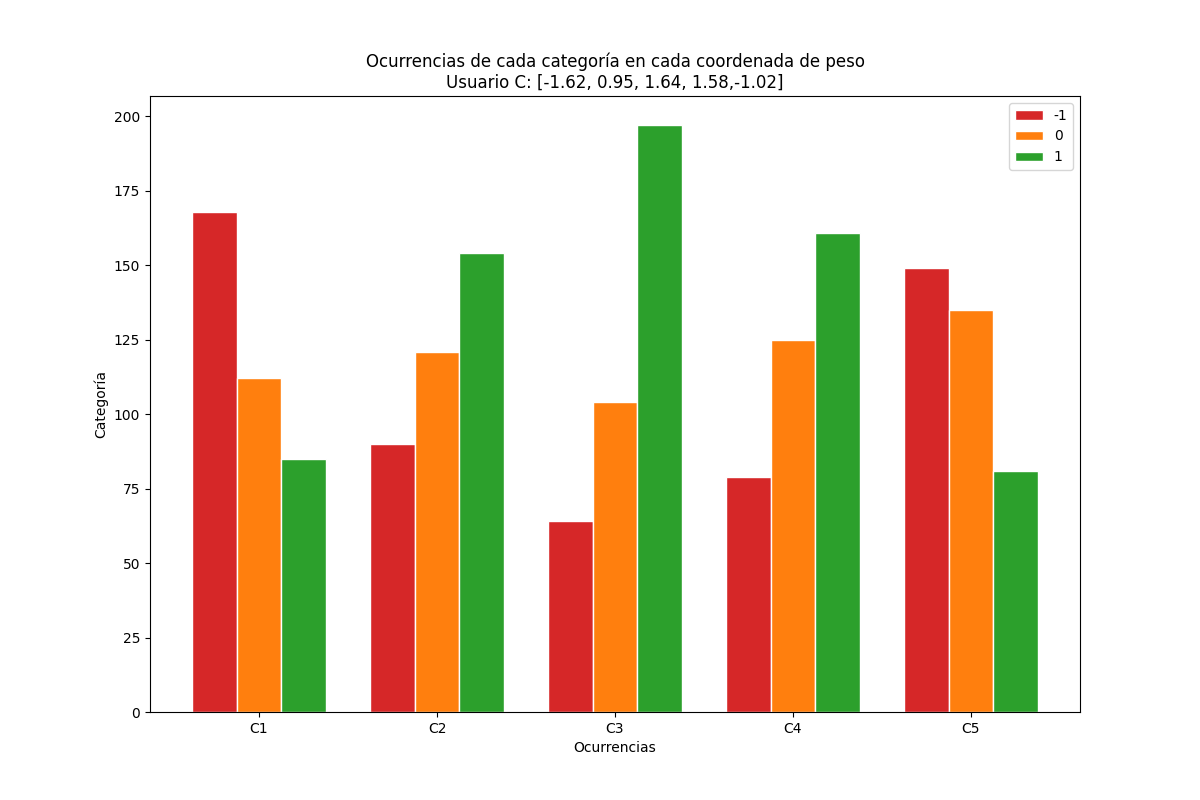 Ocurrencias de cada categoría en cada coordenada de peso
Usuario C: [-1.62, 0.95, 1.64, 1.58,-1.02]
-1
0
1
200
175
150
125
100
75
50
25
0
Categoría
C1 C2 C3 C4 C5
Ocurrencias